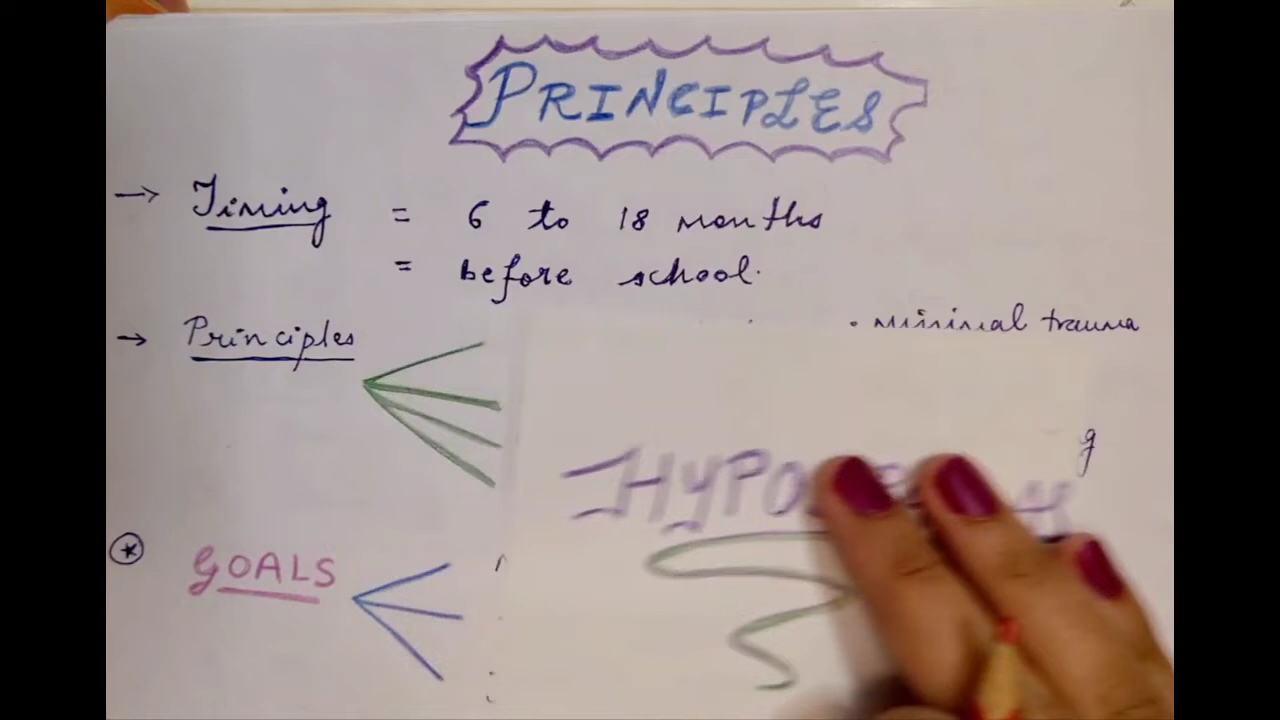 PRINCIPLES
→ Timing = 6 to 18 months
= before school.
→ Principles
• minimal trauma
g
GOALS